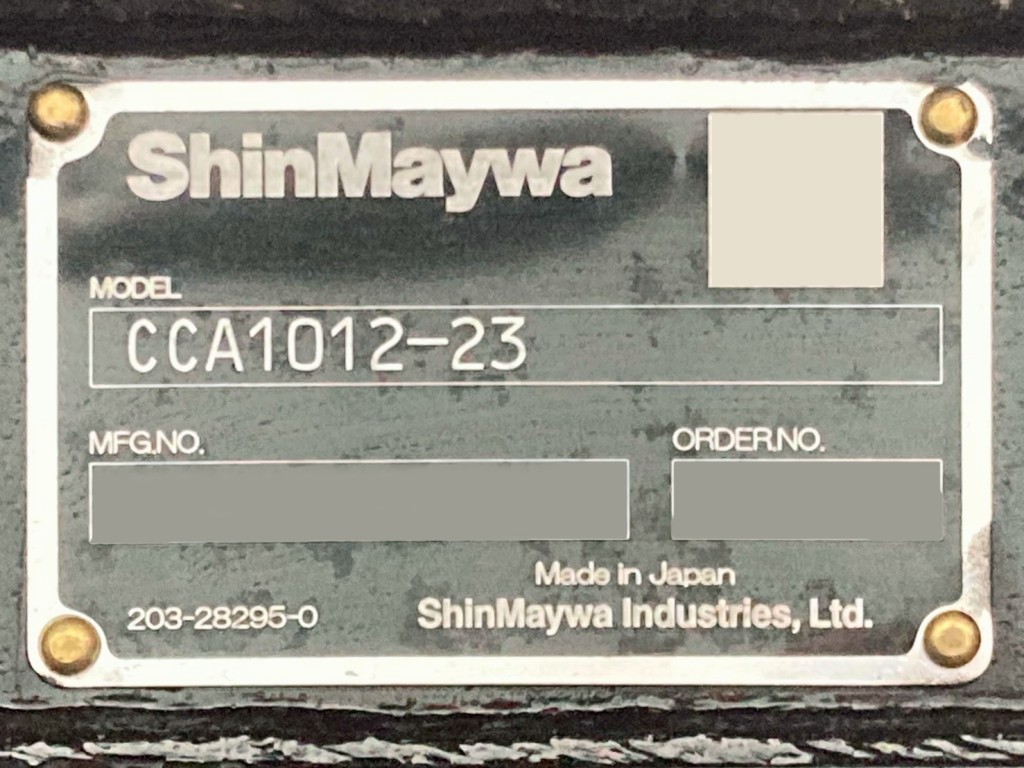 ShinMaywa
MODEL
CCA1012-23
MFG.NO. ORDER.NO.
Made in Japan
203-28295-0 ShinMaywa Industries, Ltd.